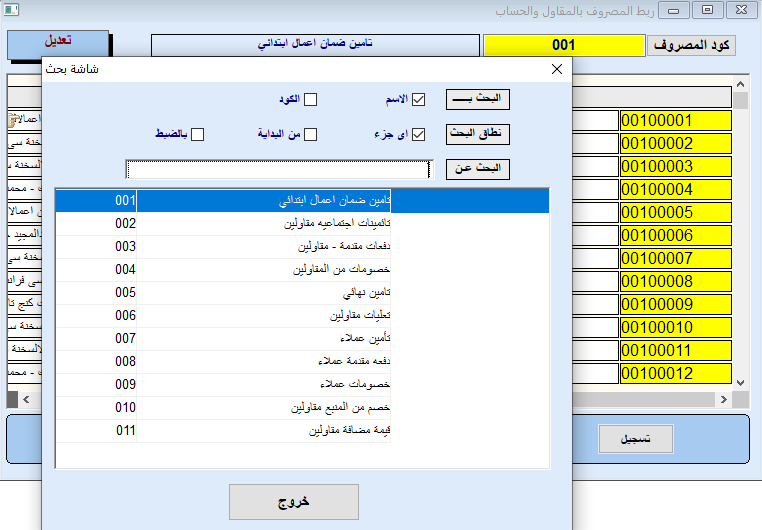 ربط المصروف بالمقاول والحساب
كود المصروف 001 تامين ضمان اعمال ابتدائي تعديل
شاشة بحث
البحث بـــــ الاسم الكود
نطاق البحث اى جزء من البداية بالضبط
البحث عن
تامين ضمان اعمال ابتدائي 001
تائمينات اجتماعيه مقاولين 002
دفعات مقدمة - مقاولين 003
خصومات من المقاولين 004
تامين نهائي 005
تعليات مقاولين 006
تأمين عملاء 007
دفعه مقدمة عملاء 008
خصومات عملاء 009
خصم من المنبع مقاولين 010
قيمة مضافة مقاولين 011
خروج
00100001
00100002
00100003
00100004
00100005
00100006
00100007
00100008
00100009
00100010
00100011
00100012
تسجيل